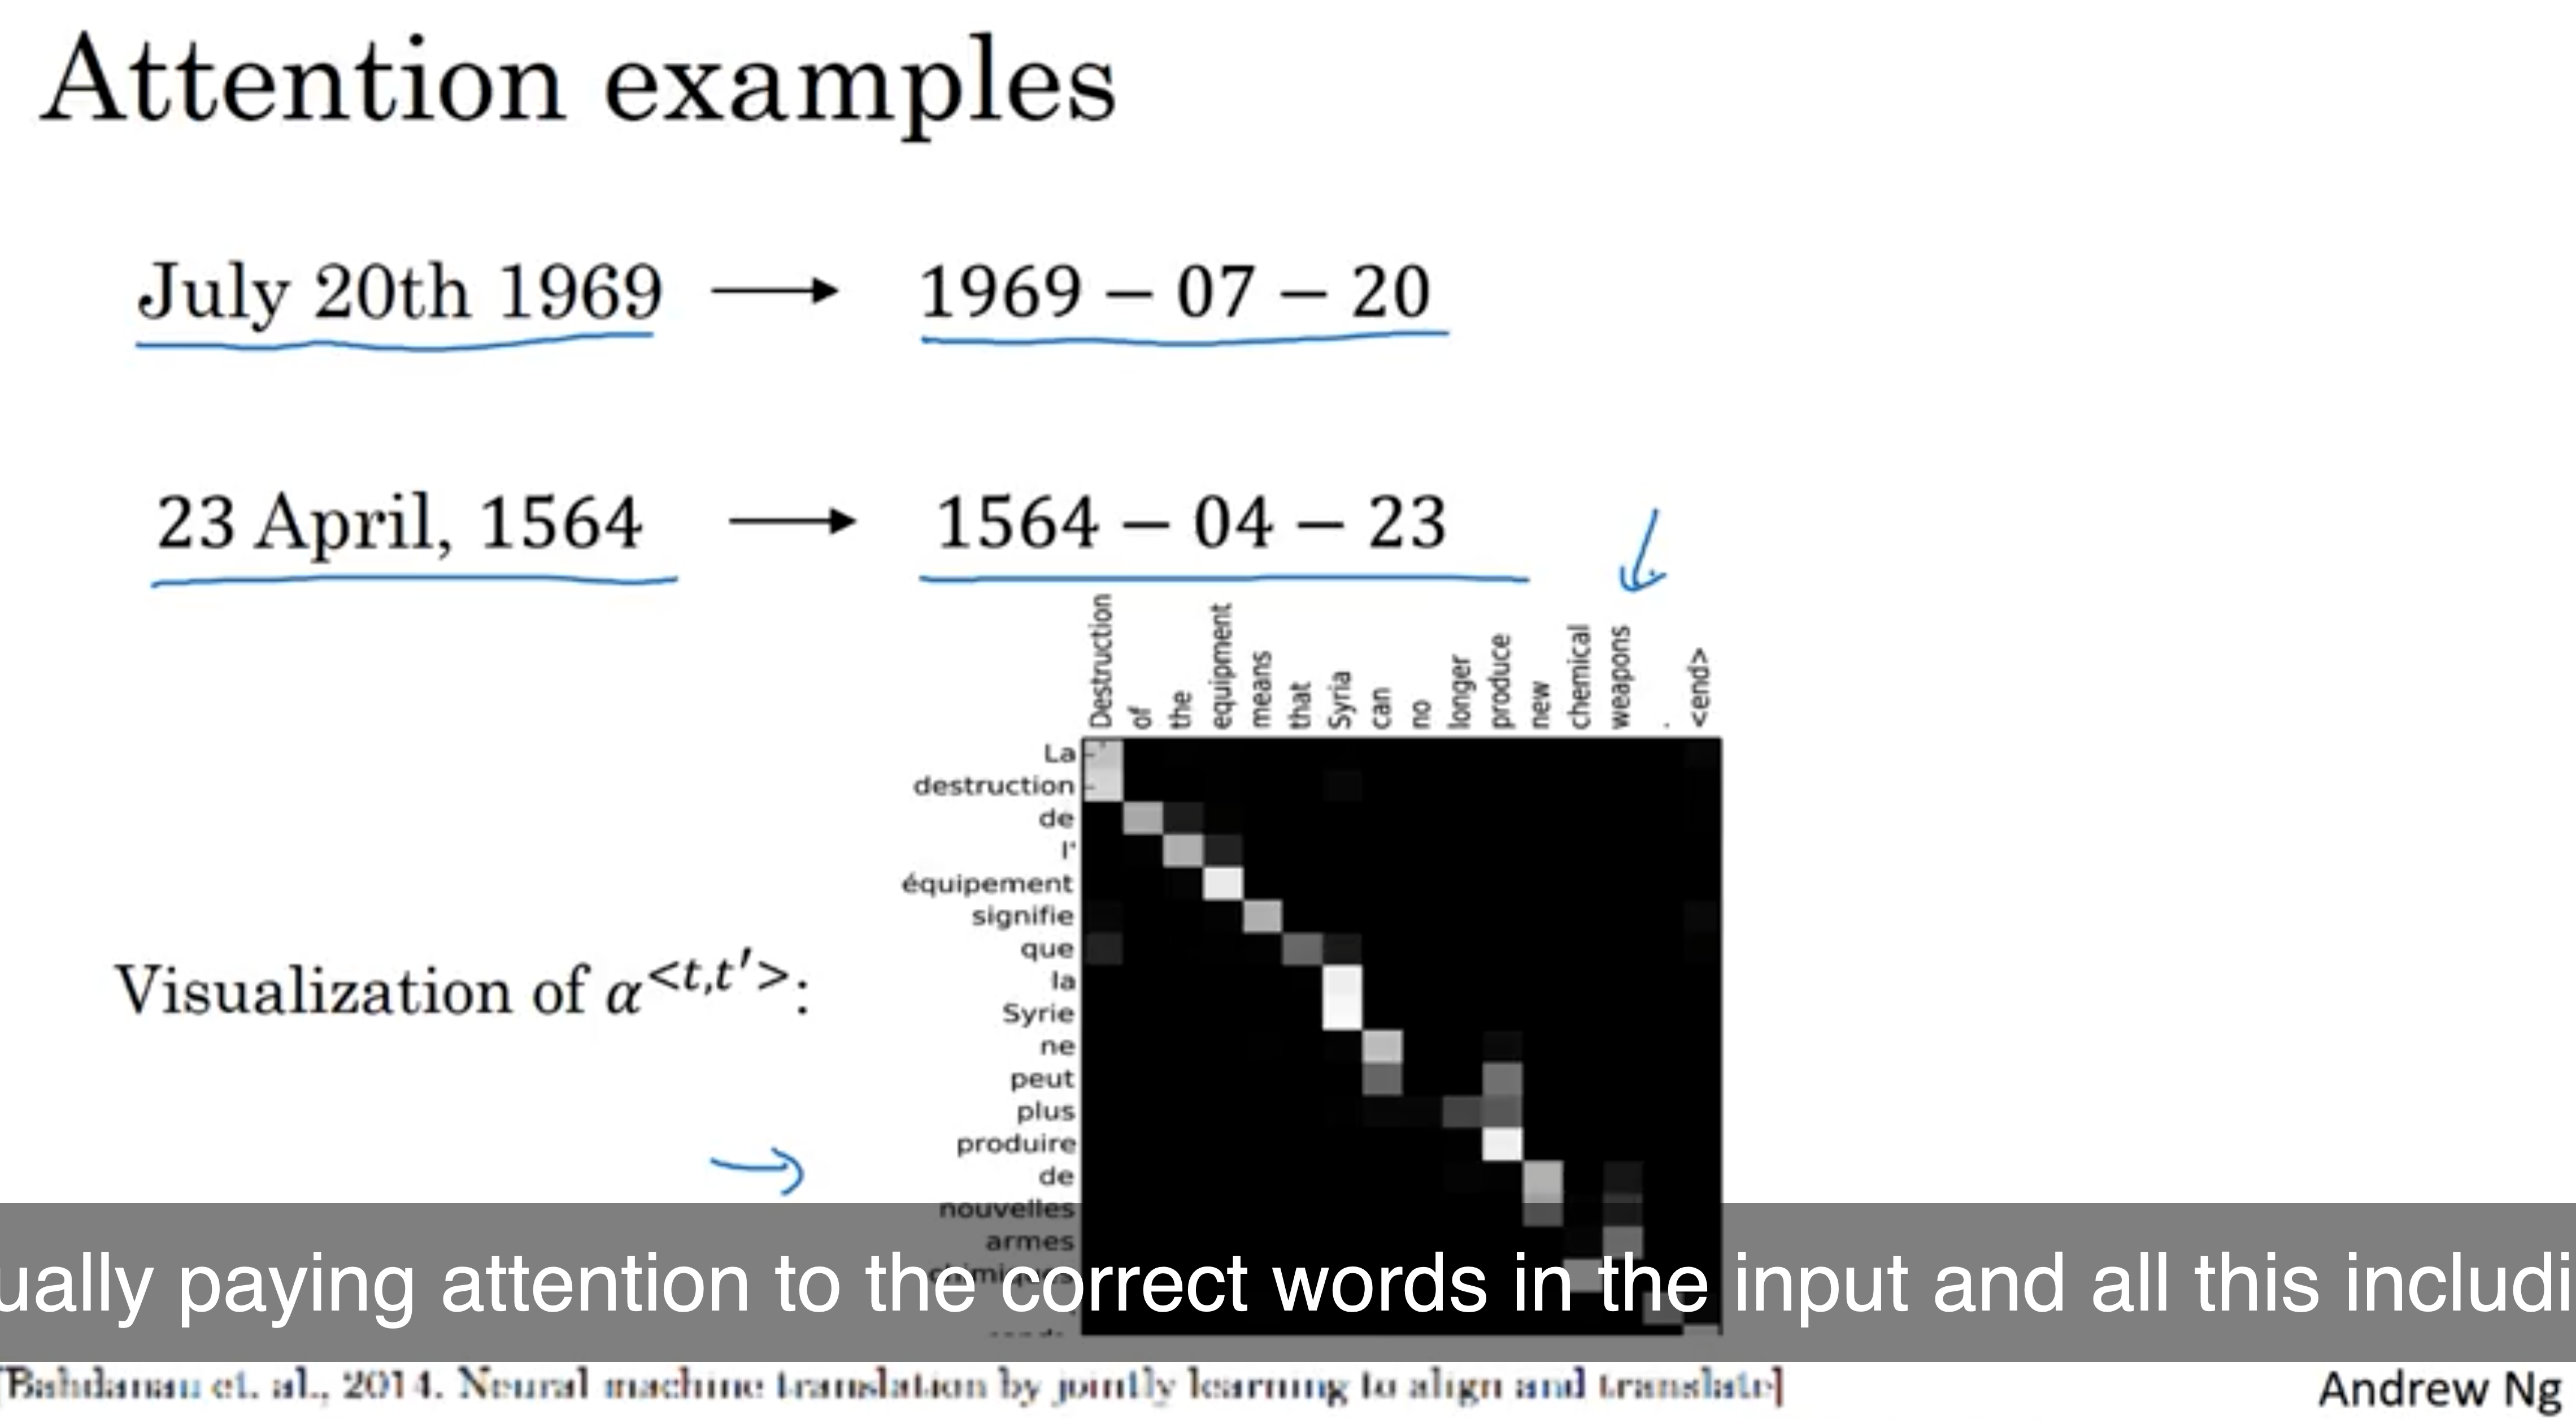 Attention examples
July 20th 1969 → 1969 – 07 – 20
23 April, 1564 → 1564 – 04 – 23
Destruction
of
the
equipment
means
that
Syria
can
no
longer
produce
new
chemical
weapons
.
<end>
La
destruction
de
l'
équipement
signifie
que
la
Syrie
ne
peut
plus
produire
de
nouvelles
armes
chimiques
Visualization of α<t,t′>:
ually paying attention to the correct words in the input and all this includi
[Bahdanau et. al., 2014. Neural machine translation by jointly learning to align and translate]
Andrew Ng